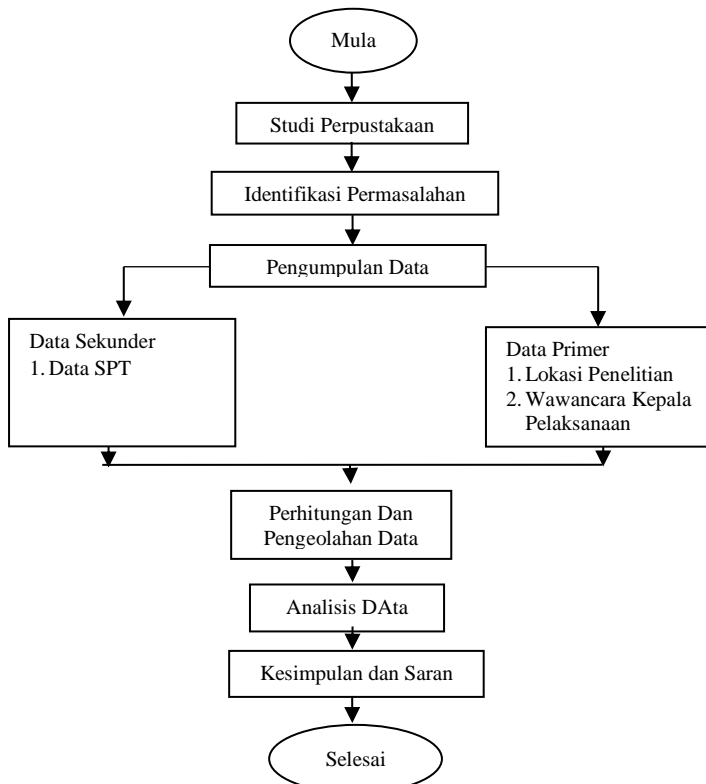 Mula
Studi Perpustakaan
Identifikasi Permasalahan
Pengumpulan Data
Data Sekunder
1. Data SPT
Data Primer
1. Lokasi Penelitian
2. Wawancara Kepala
Pelaksanaan
Perhitungan Dan
Pengeolahan Data
Analisis DAta
Kesimpulan dan Saran
Selesai